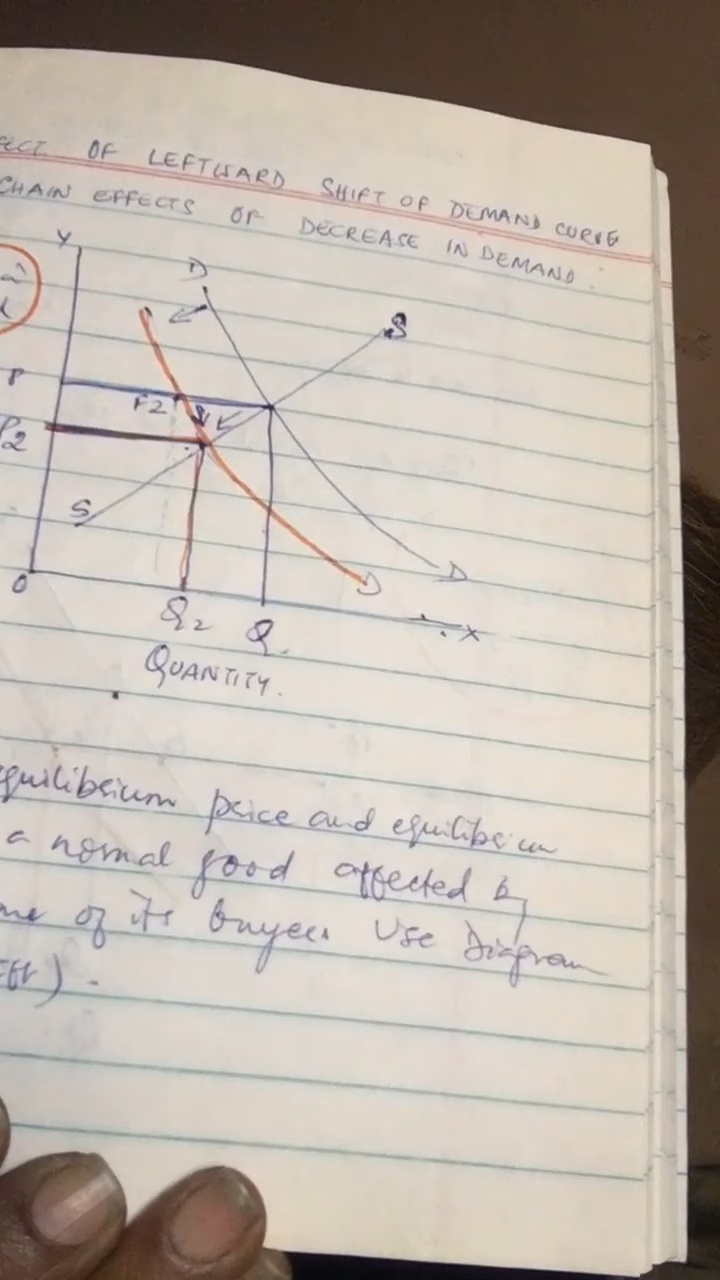 OF LEFTWARD SHIFT OF DEMAND CURVE
CHAIN EFFECTS OF DECREASE IN DEMAND.
Y
D
S
P
F2
P2
S
D
D
O
Q2 Q
X
QUANTITY.
equilibrium price and equilibrium
a normal good affected by
of its buyers Use Diagram